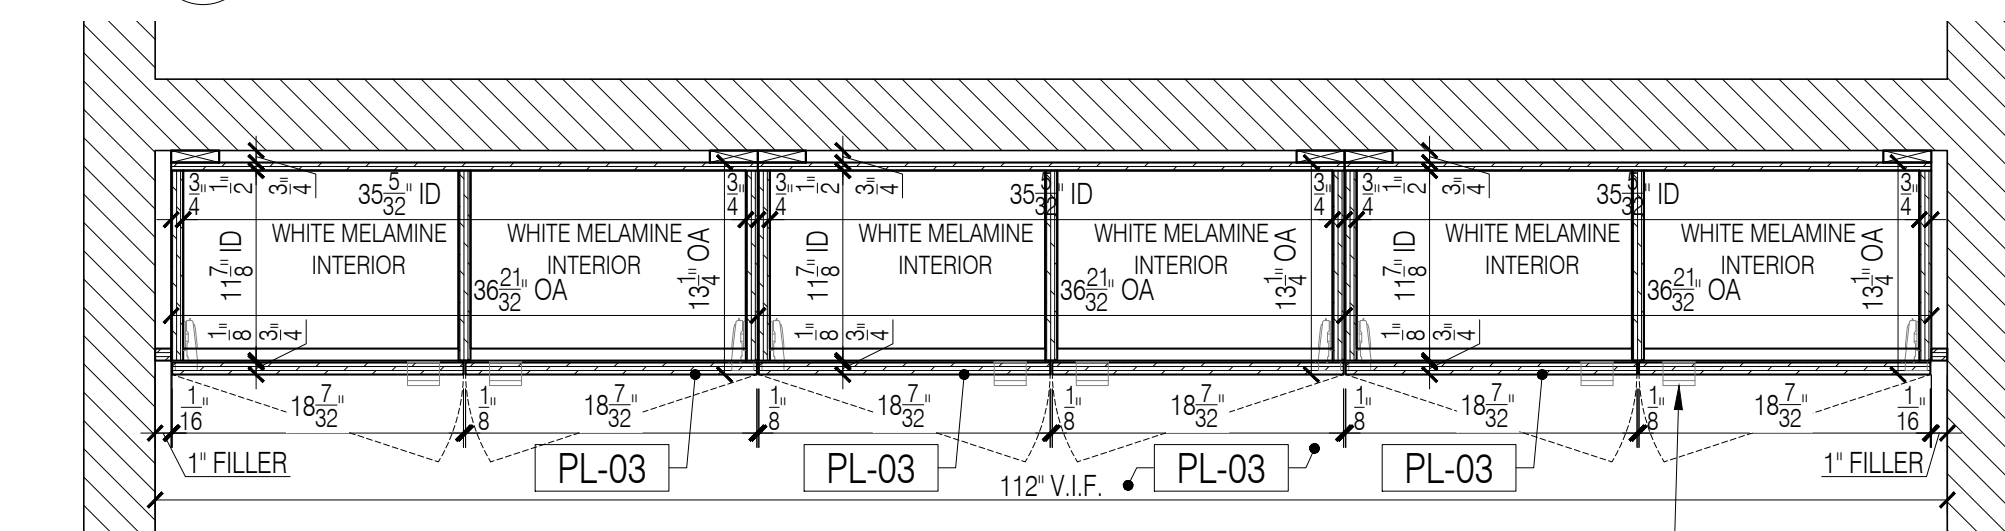 3/4" 1/2" 3/4" 35 5/32" ID 3/4" 3/4" 1/2" 3/4" 35 5/32" ID 3/4" 3/4" 1/2" 3/4" 35 5/32" ID 3/4"
11 7/8" ID WHITE MELAMINE WHITE MELAMINE 13 1/4" OA 11 7/8" ID WHITE MELAMINE WHITE MELAMINE 13 1/4" OA 11 7/8" ID WHITE MELAMINE WHITE MELAMINE 13 1/4" OA
INTERIOR INTERIOR INTERIOR INTERIOR INTERIOR INTERIOR
36 21/32" OA 36 21/32" OA 36 21/32" OA
1/8" 3/4" 1/8" 3/4" 1/8" 3/4"
1/16" 18 7/32" 1/8" 18 7/32" 1/8" 18 7/32" 1/8" 18 7/32" 1/8" 18 7/32" 1/8" 18 7/32" 1/16"
1" FILLER PL-03 PL-03 PL-03 PL-03 1" FILLER
112" V.I.F.